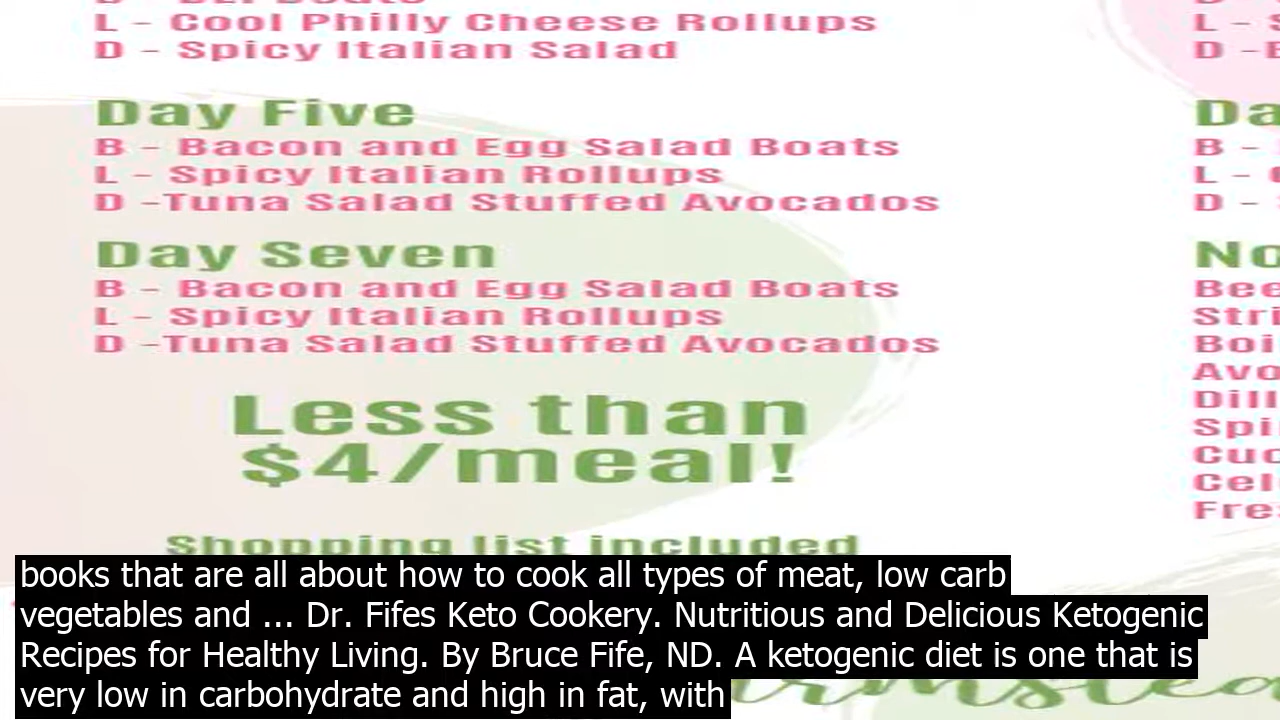 L - Cool Philly Cheese Rollups
D - Spicy Italian Salad
Day Five
B - Bacon and Egg Salad Boats
L - Spicy Italian Rollups
D -Tuna Salad Stuffed Avocados
Day Seven
B - Bacon and Egg Salad Boats
L - Spicy Italian Rollups
D -Tuna Salad Stuffed Avocados
Less than
$4/meal!
Shopping list included
L -
D -
B -
L -
D -
books that are all about how to cook all types of meat, low carb
vegetables and ... Dr. Fifes Keto Cookery. Nutritious and Delicious Ketogenic
Recipes for Healthy Living. By Bruce Fife, ND. A ketogenic diet is one that is
very low in carbohydrate and high in fat, with